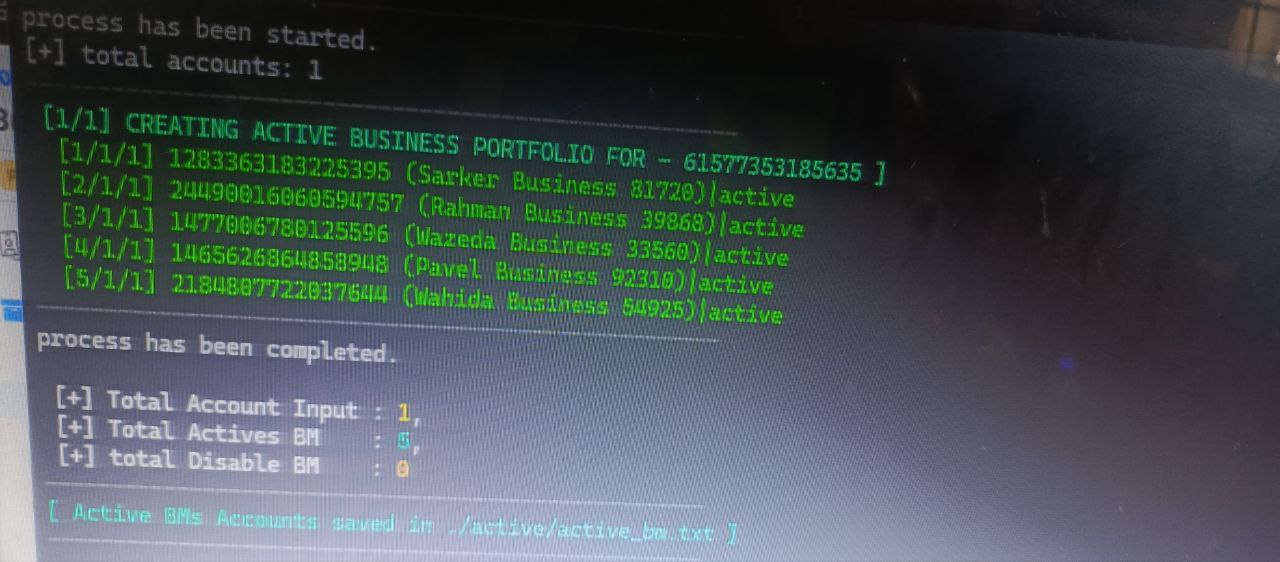 process has been started.
[+] total accounts: 1
[1/1] CREATING ACTIVE BUSINESS PORTFOLIO FOR - 61577353185635 ]
[1/1/1] 1283363183225395 (Sarker Business 81720)|active
[2/1/1] 24490016060594757 (Rahman Business 39868)|active
[3/1/1] 1477006780125596 (Wazeda Business 33560)|active
[4/1/1] 1465626864858948 (Pavel Business 92310)|active
[5/1/1] 2184807722037644 (Wahida Business 54925)|active
process has been completed.
[+] Total Account Input : 1,
[+] Total Actives BM : 5,
[+] total Disable BM : 0
[ Active BMs Accounts saved in ./active/active_bm.txt ]